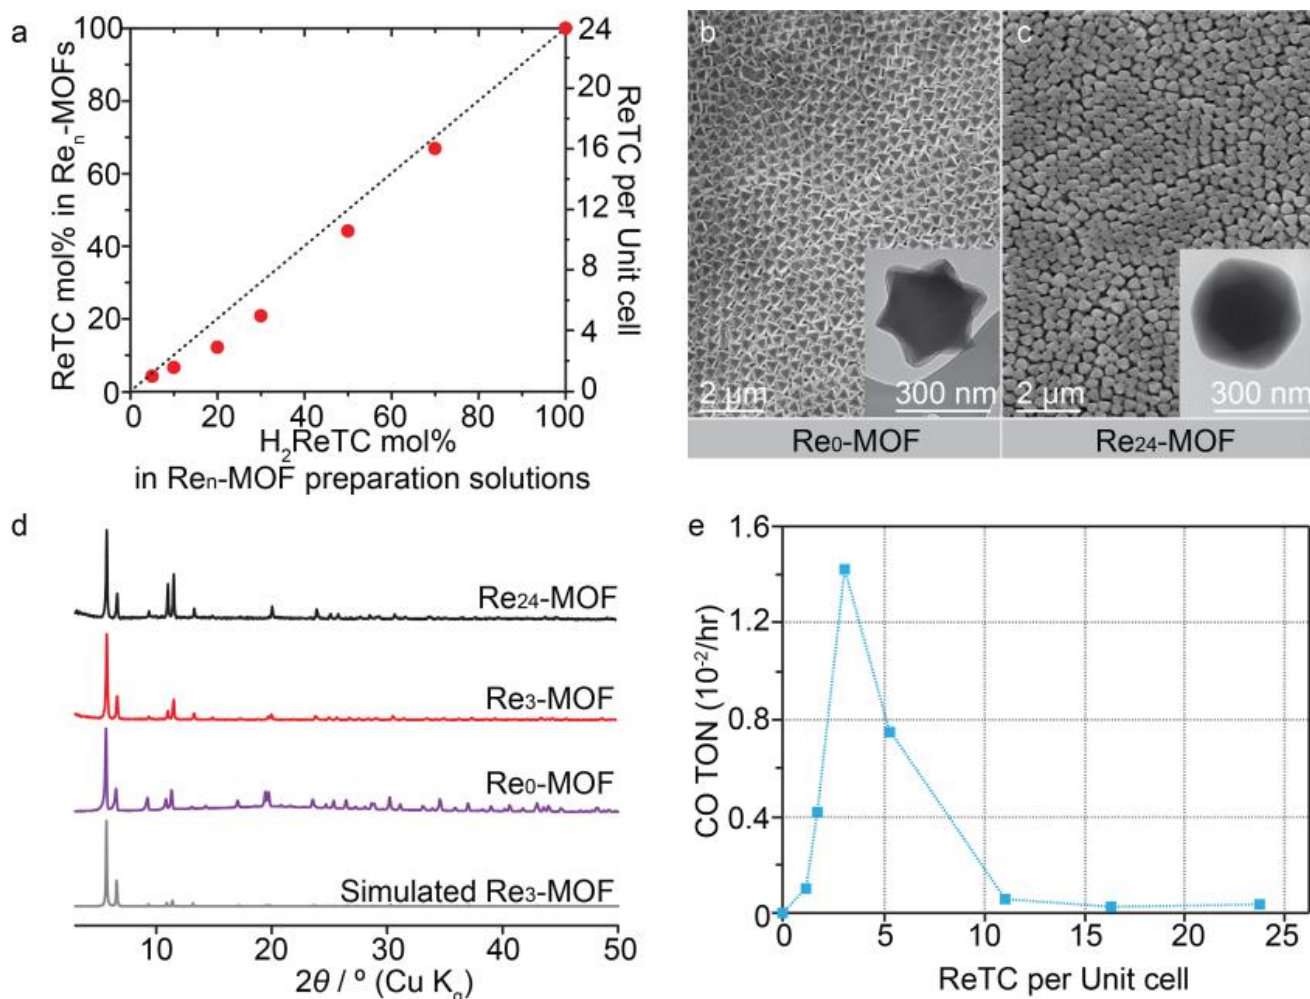 a
100
80
60
40
20
0
ReTC mol% in Reₙ-MOFs
24
20
16
12
8
4
0
ReTC per Unit cell
0 20 40 60 80 100
H₂ReTC mol%
in Ren-MOF preparation solutions
b
2 μm
300 nm
Re0-MOF
c
2 μm
300 nm
Re24-MOF
d
Re24-MOF
Re3-MOF
Re0-MOF
Simulated Re3-MOF
10 20 30 40 50
2θ / º (Cu Kα)
e
1.6
1.2
0.8
0.4
0
CO TON (10⁻²/hr)
0 5 10 15 20 25
ReTC per Unit cell